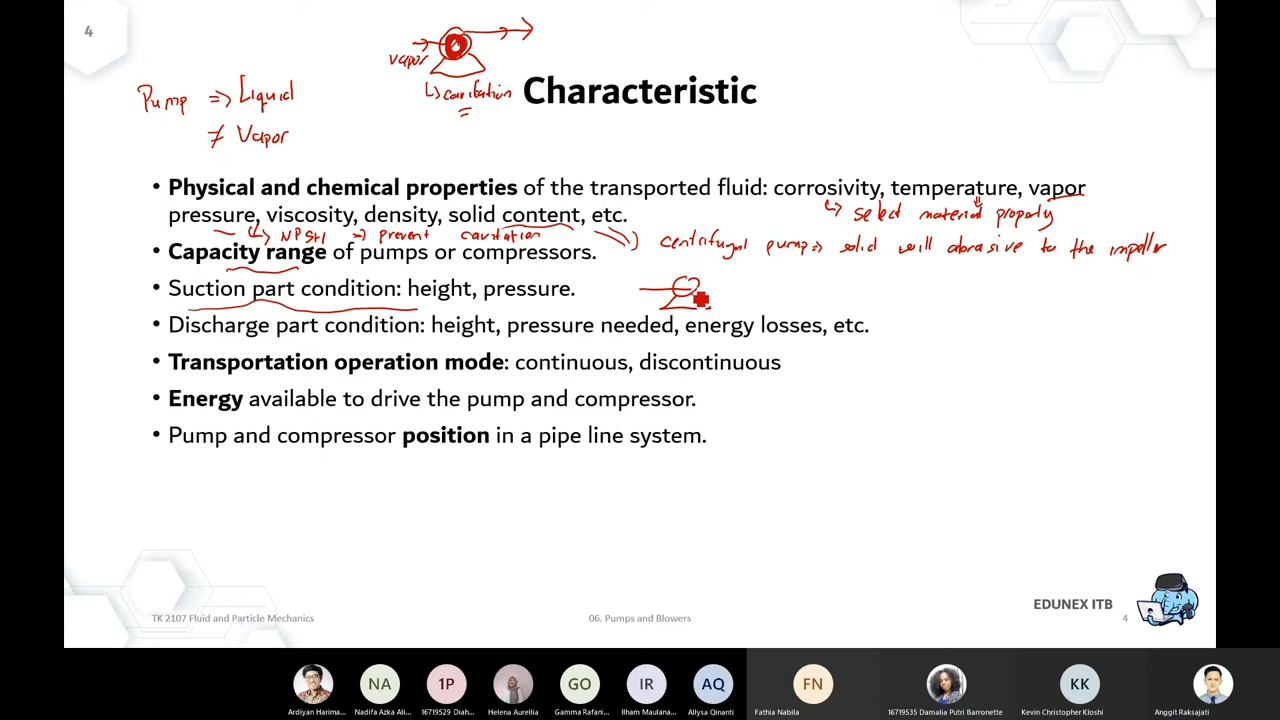 4
vapor
↳ cavitation
Characteristic
Pump ⇒ Liquid
≠ Vapor
• Physical and chemical properties of the transported fluid: corrosivity, temperature, vapor
↳ select material property
pressure, viscosity, density, solid content, etc.
↳ NPSH ⇒ prevent cavitation
centrifugal pump ⇒ solid will abrasive to the impeller
• Capacity range of pumps or compressors.
• Suction part condition: height, pressure.
• Discharge part condition: height, pressure needed, energy losses, etc.
• Transportation operation mode: continuous, discontinuous
• Energy available to drive the pump and compressor.
• Pump and compressor position in a pipe line system.
EDUNEX ITB
TK 2107 Fluid and Particle Mechanics
06. Pumps and Blowers
4
NA 1P GO IR AQ FN KK
Ardiyan Harima... Nadifa Azka Ali... 16719529 Diah... Helena Aurellia Gamma Rafari... Ilham Maulana... Allysa Qinanti Fathia Nabila 16719535 Damalia Putri Barronette Kevin Christopher Kloshi Anggit Raksajati